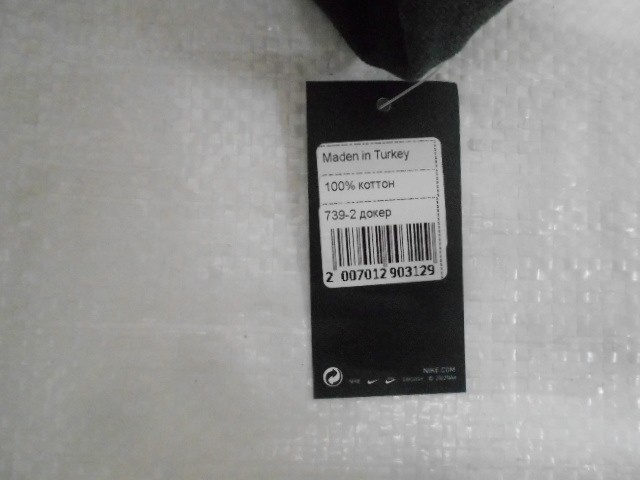 Maden in Turkey
100% коттон
739-2 докер
2 007012 903129
NIKE.COM